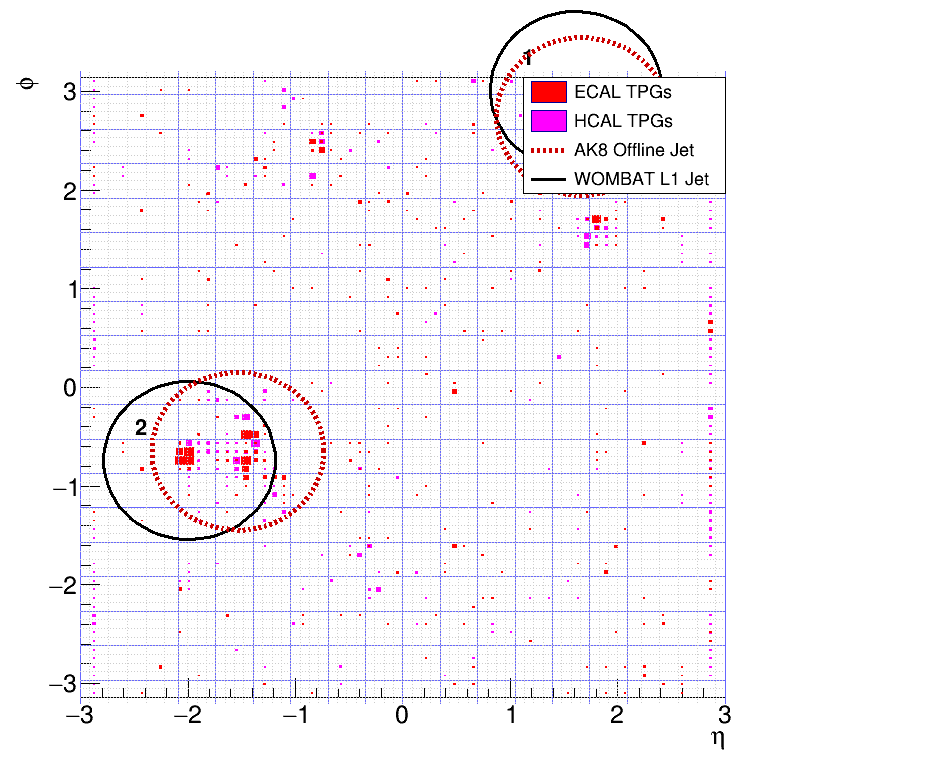 1
ϕ
3
ECAL TPGs
HCAL TPGs
AK8 Offline Jet
2
WOMBAT L1 Jet
1
0
2
−1
−2
−3
−3 −2 −1 0 1 2 3
η